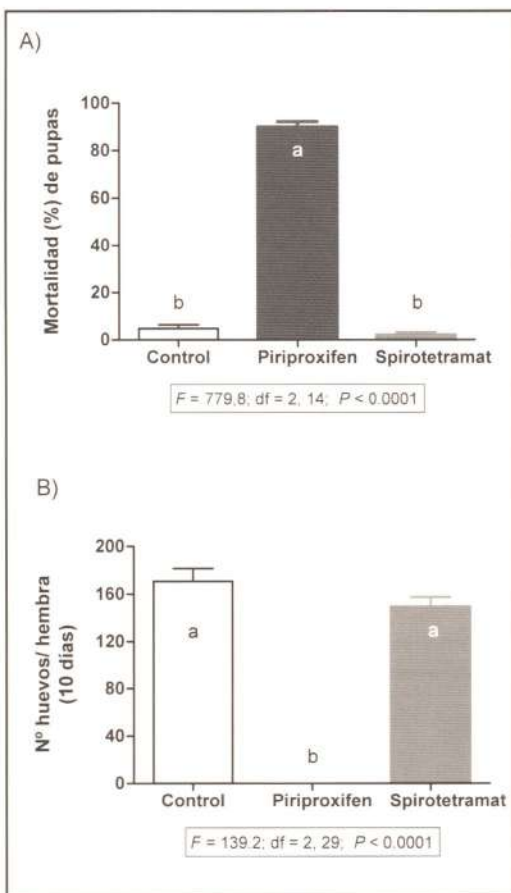 A)
Mortalidad (%) de pupas
100
80
60
40
20
0
b
a
b
Control Piriproxifen Spirotetramat
F = 779,8; df = 2, 14; P < 0.0001
B)
Nº huevos/ hembra
(10 días)
200
160
120
80
40
0
a
b
a
Control Piriproxifen Spirotetramat
F = 139.2; df = 2, 29; P < 0.0001